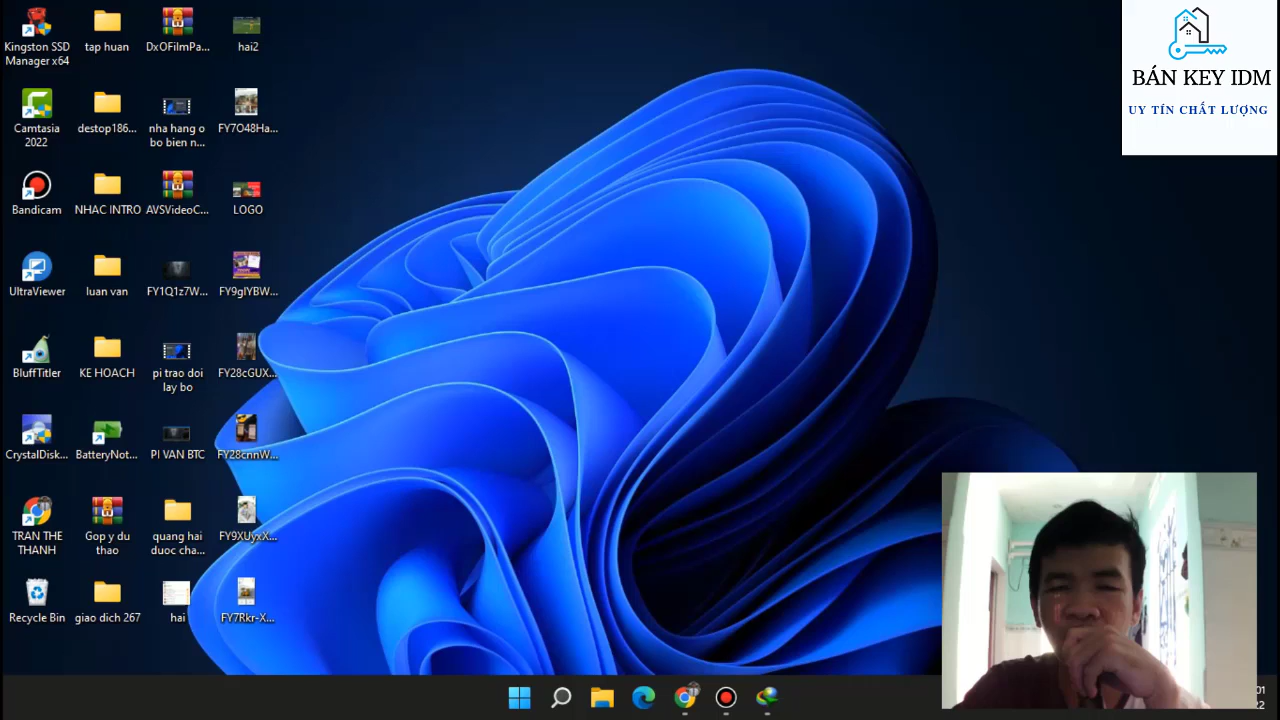 Kingston SSD
Manager x64
tap huan
DxOFilmPa...
hai2
BÁN KEY IDM
UY TÍN CHẤT LƯỢNG
Camtasia
2022
destop186...
nha hang o
bo bien n...
FY7O48Ha...
Bandicam
NHAC INTRO
AVSVideoC...
LOGO
UltraViewer
luan van
FY1Q1z7W...
FY9glYBW...
BluffTitler
KE HOACH
pi trao doi
lay bo
FY28cGUX...
CrystalDisk...
BatteryNot...
PI VAN BTC
FY28cnnW...
TRAN THE
THANH
Gop y du
thao
quang hai
duoc cha...
FY9XUyxX...
Recycle Bin
giao dich 267
hai
FY7Rkr-X...
01
22